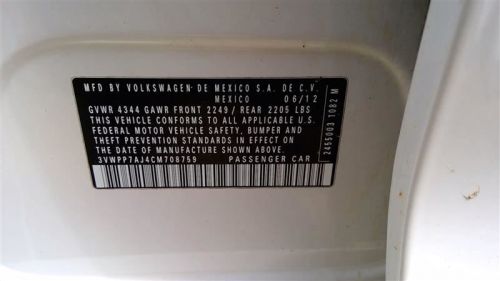 MFD BY VOLKSWAGEN DE MEXICO S.A. DE C.V.
MEXICO 06/12
GVWR 4344 GAWR FRONT 2249 / REAR 2205 LBS
THIS VEHICLE CONFORMS TO ALL APPLICABLE U.S.
FEDERAL MOTOR VEHICLE SAFETY, BUMPER AND
THEFT PREVENTION STANDARDS IN EFFECT ON
THE DATE OF MANUFACTURE SHOWN ABOVE.
3VWPP7AJ4CM708759 PASSENGER CAR
2455003 1082 M